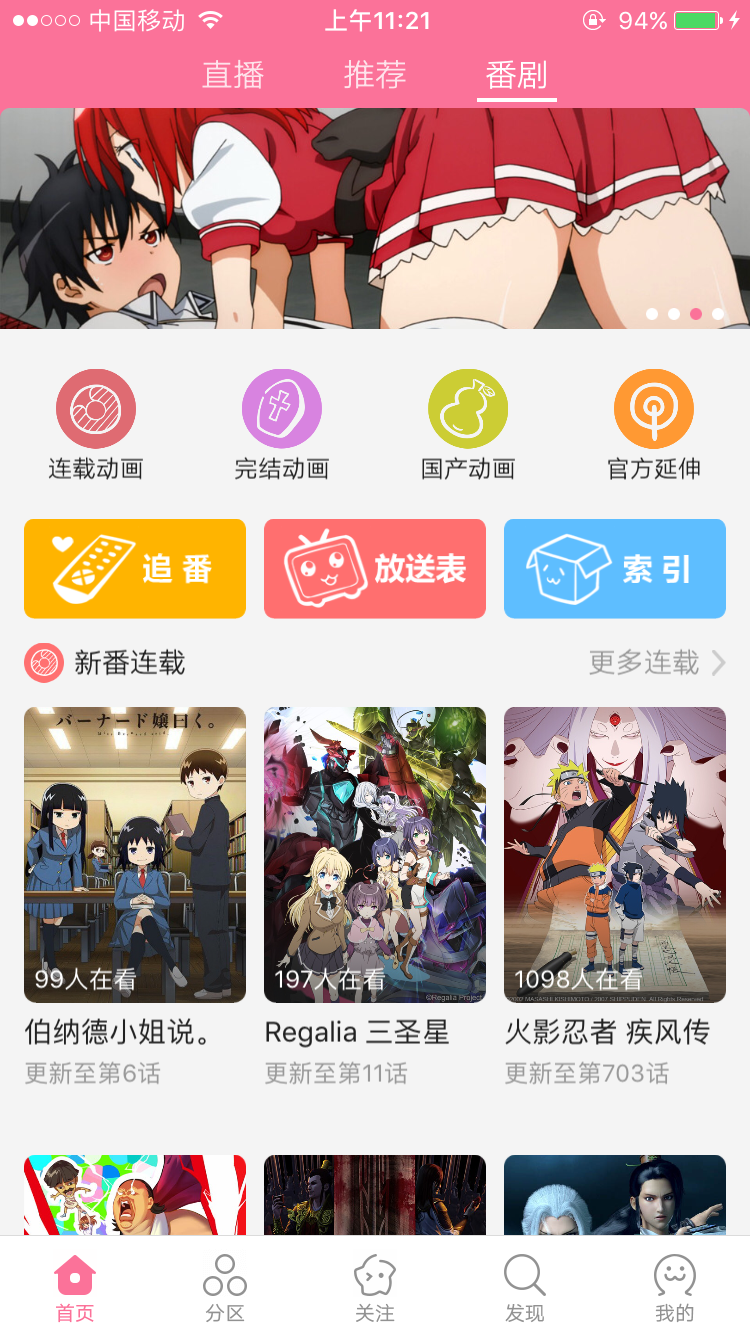 中国移动 上午11:21 94%
直播 推荐 番剧
连载动画 完结动画 国产动画 官方延伸
追番 放送表 索引
新番连载 更多连载
バーナード嬢曰く。
99人在看 197人在看 1098人在看
©Regalia Project
伯纳德小姐说。 Regalia 三圣星 火影忍者 疾风传
更新至第6话 更新至第11话 更新至第703话
首页 分区 关注 发现 我的